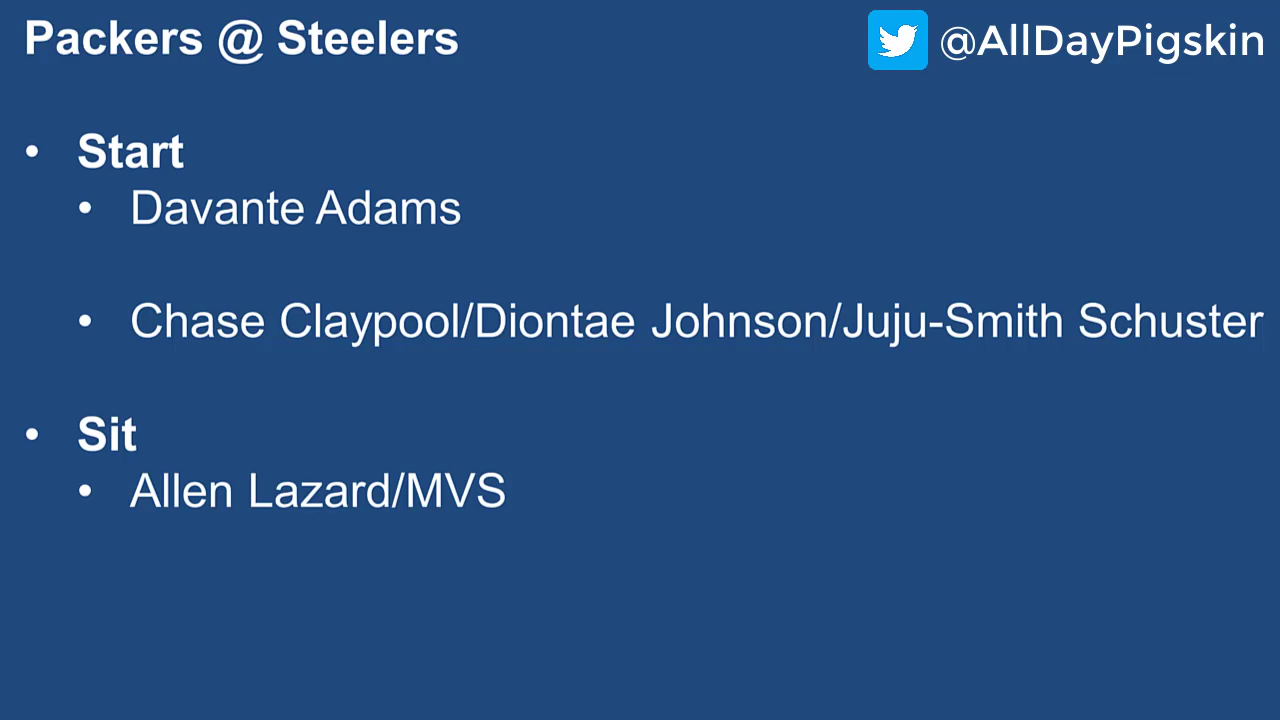 Packers @ Steelers
@AllDayPigskin
• Start
• Davante Adams
• Chase Claypool/Diontae Johnson/Juju-Smith Schuster
• Sit
• Allen Lazard/MVS